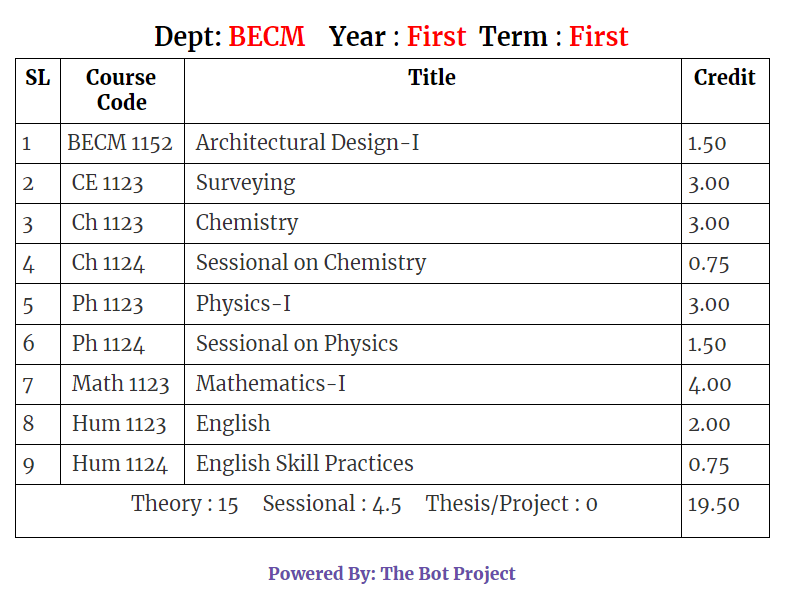 Dept: BECM Year : First Term : First
SL Course Code Title Credit
1 BECM 1152 Architectural Design-I 1.50
2 CE 1123 Surveying 3.00
3 Ch 1123 Chemistry 3.00
4 Ch 1124 Sessional on Chemistry 0.75
5 Ph 1123 Physics-I 3.00
6 Ph 1124 Sessional on Physics 1.50
7 Math 1123 Mathematics-I 4.00
8 Hum 1123 English 2.00
9 Hum 1124 English Skill Practices 0.75
Theory : 15 Sessional : 4.5 Thesis/Project : 0 19.50
Powered By: The Bot Project